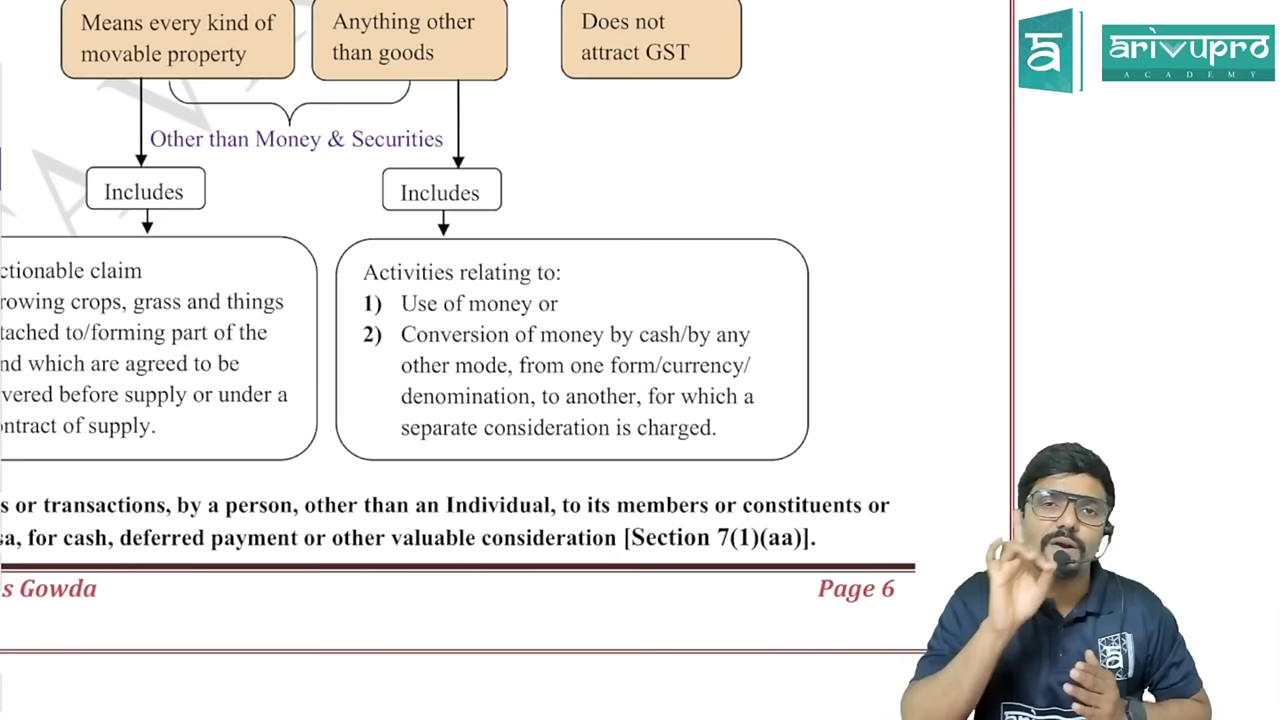 Means every kind of
movable property
Anything other
than goods
Does not
attract GST
Other than Money & Securities
Includes
Includes
ctionable claim
rowing crops, grass and things
tached to/forming part of the
nd which are agreed to be
vered before supply or under a
ontract of supply.
Activities relating to:
1) Use of money or
2) Conversion of money by cash/by any
other mode, from one form/currency/
denomination, to another, for which a
separate consideration is charged.
s or transactions, by a person, other than an Individual, to its members or constituents or
sa, for cash, deferred payment or other valuable consideration [Section 7(1)(aa)].
s Gowda
Page 6
arivupro
ACADEMY